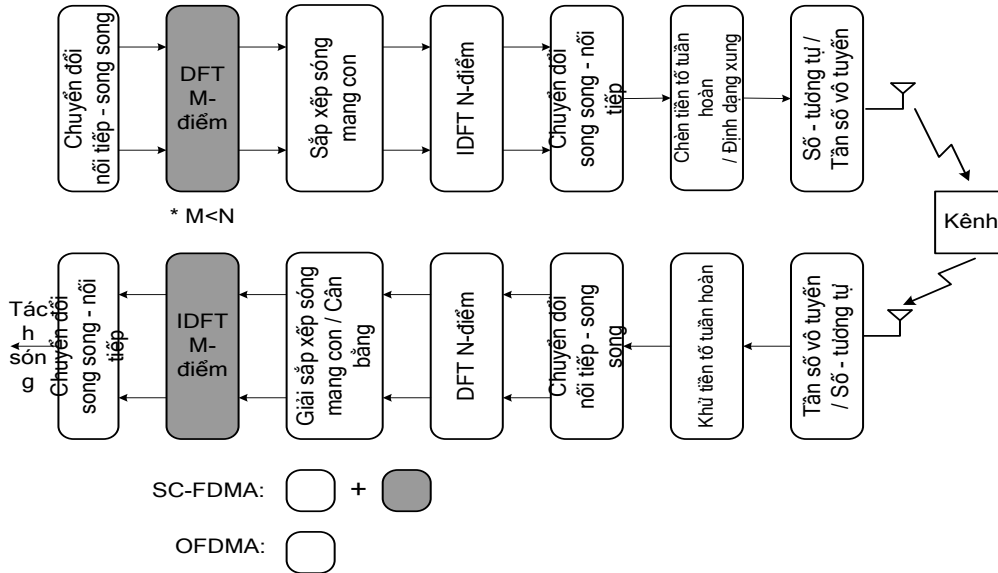 Chuyển đổi
nối tiếp - song song
DFT
M-
điểm
Sắp xếp sóng
mang con
IDFT N-điểm
Chuyển đổi
song song - nối
tiếp
Chèn tiền tố tuần
hoàn
/ Định dạng xung
Số - tương tự /
Tần số vô tuyến
* M<N
Kênh
Tác
h
són
g
Chuyển đổi
song song - nối
tiếp
IDFT
M-
điểm
Giải sắp xếp sóng
mang con / Cân
bằng
DFT N-điểm
Chuyển đổi
nối tiếp - song
song
Khử tiền tố tuần hoàn
Tần số vô tuyến
/ Số - tương tự
SC-FDMA:
+
OFDMA: